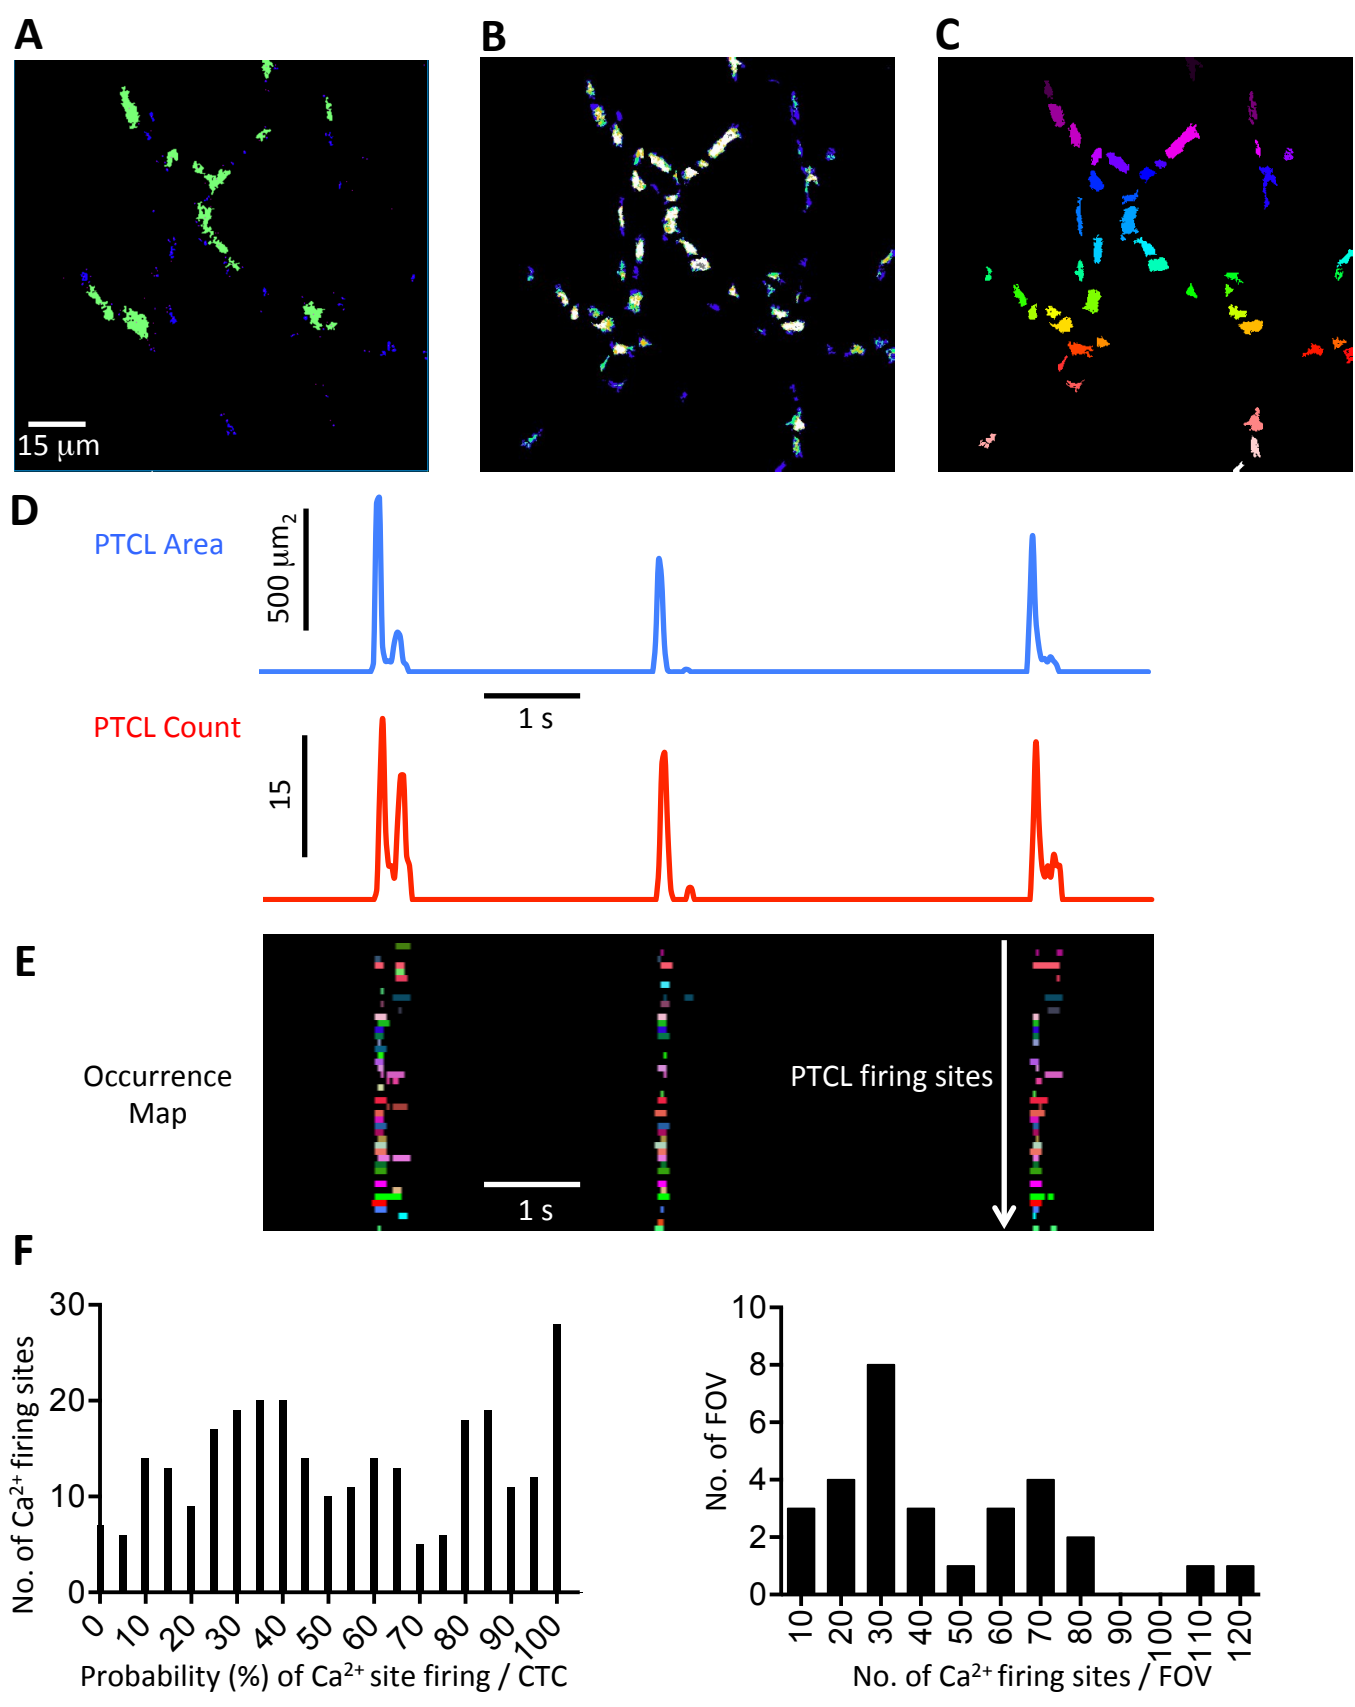 A
B
C
15 μm
D
PTCL Area
500 μm2
1 s
PTCL Count
15
E
Occurrence
Map
PTCL firing sites
1 s
F
No. of Ca2+ firing sites
30
20
10
0
0
10
20
30
40
50
60
70
80
90
100
Probability (%) of Ca2+ site firing / CTC
No. of FOV
10
8
6
4
2
0
10
20
30
40
50
60
70
80
90
100
110
120
No. of Ca2+ firing sites / FOV